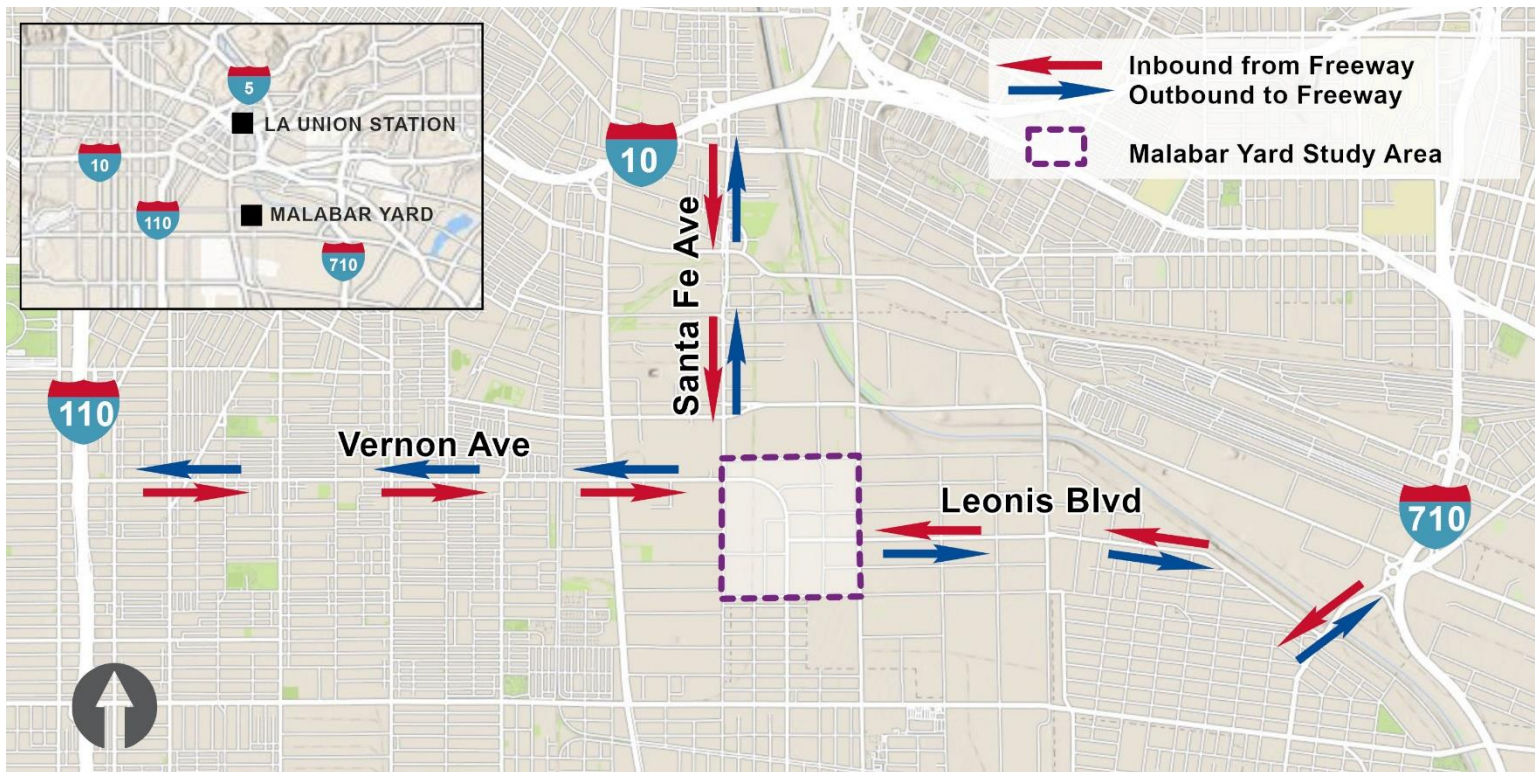 5
LA UNION STATION
10
110
MALABAR YARD
710
Inbound from Freeway
Outbound to Freeway
Malabar Yard Study Area
10
Santa Fe Ave
110
Vernon Ave
Leonis Blvd
710